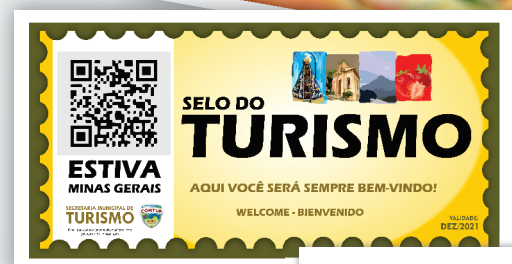 SELO DO
TURISMO
AQUI VOCÊ SERÁ SEMPRE BEM-VINDO!
WELCOME - BIENVENIDO
ESTIVA
MINAS GERAIS
SECRETARIA MUNICIPAL DE
TURISMO
COMTUR
VALIDADE:
DEZ/2021